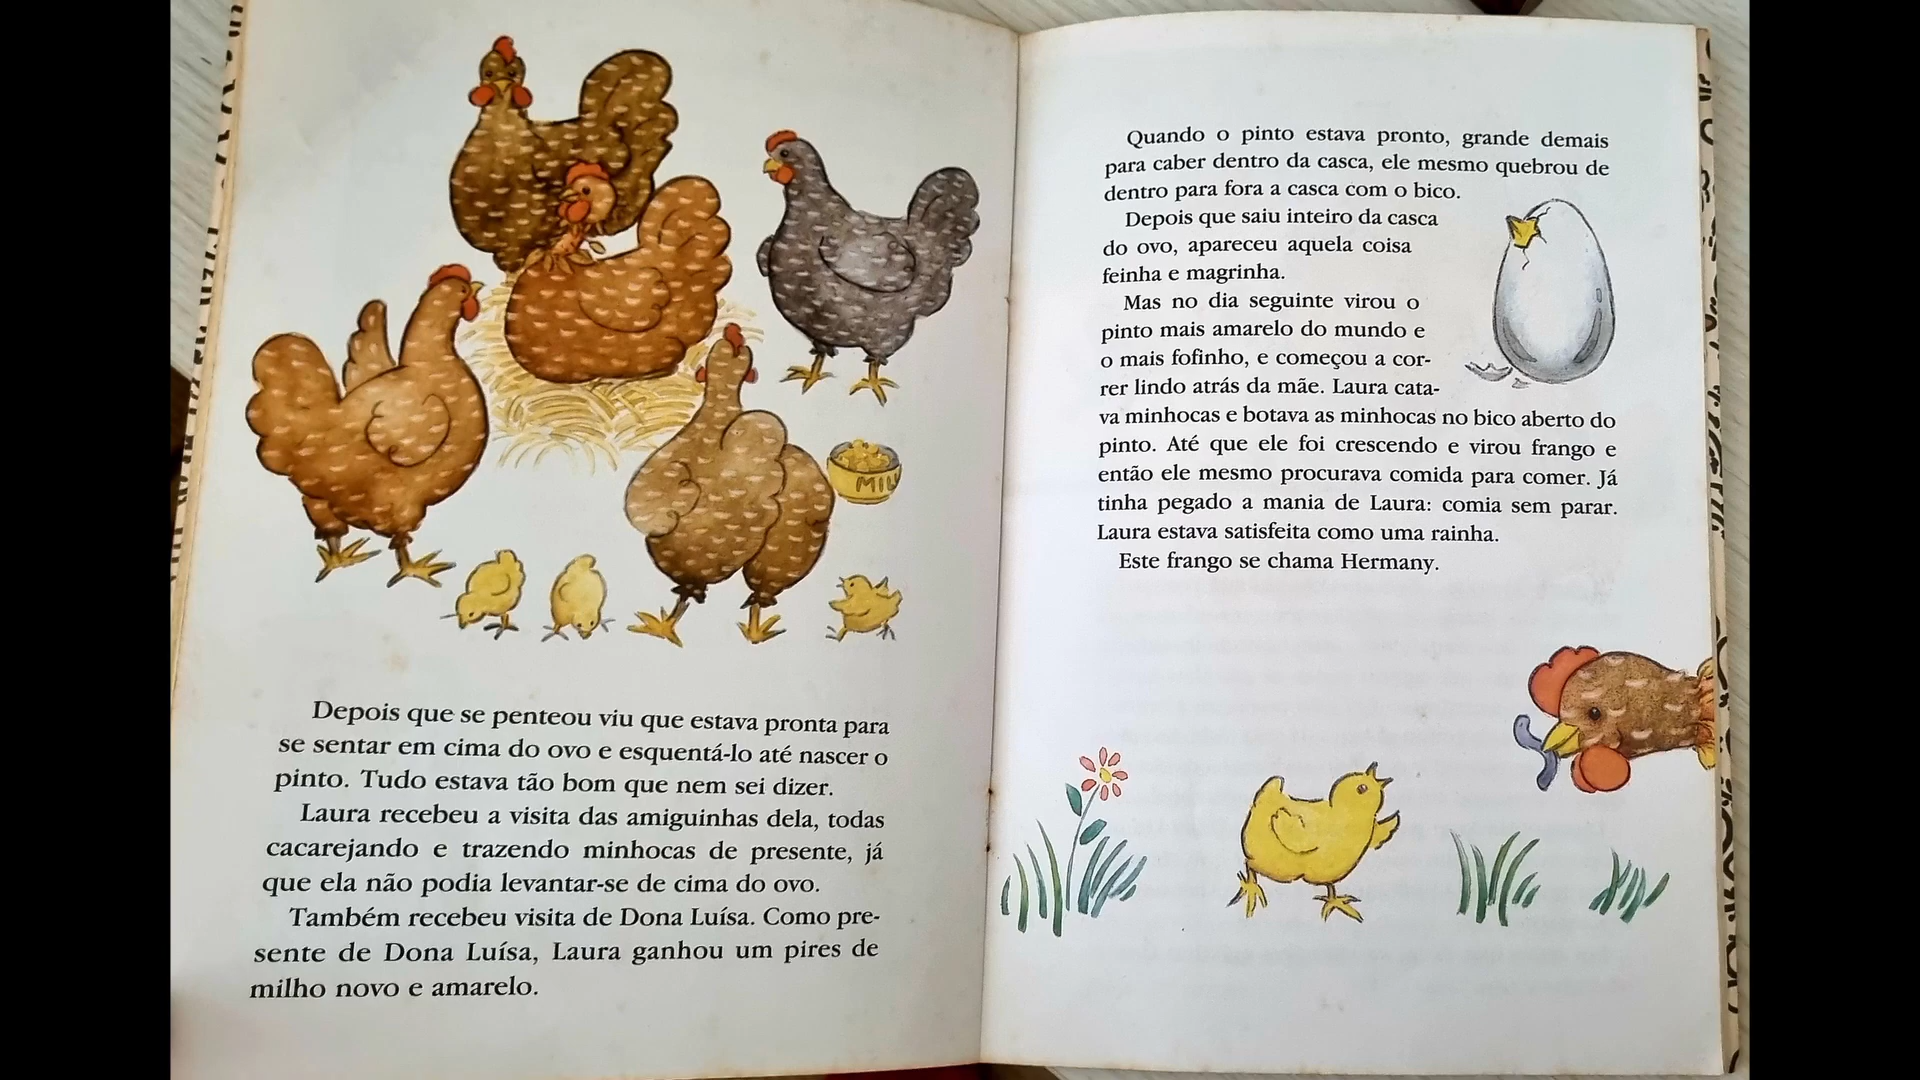 MIL
Depois que se penteou viu que estava pronta para
se sentar em cima do ovo e esquentá-lo até nascer o
pinto. Tudo estava tão bom que nem sei dizer.
Laura recebeu a visita das amiguinhas dela, todas
cacarejando e trazendo minhocas de presente, já
que ela não podia levantar-se de cima do ovo.
Também recebeu visita de Dona Luísa. Como pre-
sente de Dona Luísa, Laura ganhou um pires de
milho novo e amarelo.
Quando o pinto estava pronto, grande demais
para caber dentro da casca, ele mesmo quebrou de
dentro para fora a casca com o bico.
Depois que saiu inteiro da casca
do ovo, apareceu aquela coisa
feinha e magrinha.
Mas no dia seguinte virou o
pinto mais amarelo do mundo e
o mais fofinho, e começou a cor-
rer lindo atrás da mãe. Laura cata-
va minhocas e botava as minhocas no bico aberto do
pinto. Até que ele foi crescendo e virou frango e
então ele mesmo procurava comida para comer. Já
tinha pegado a mania de Laura: comia sem parar.
Laura estava satisfeita como uma rainha.
Este frango se chama Hermany.